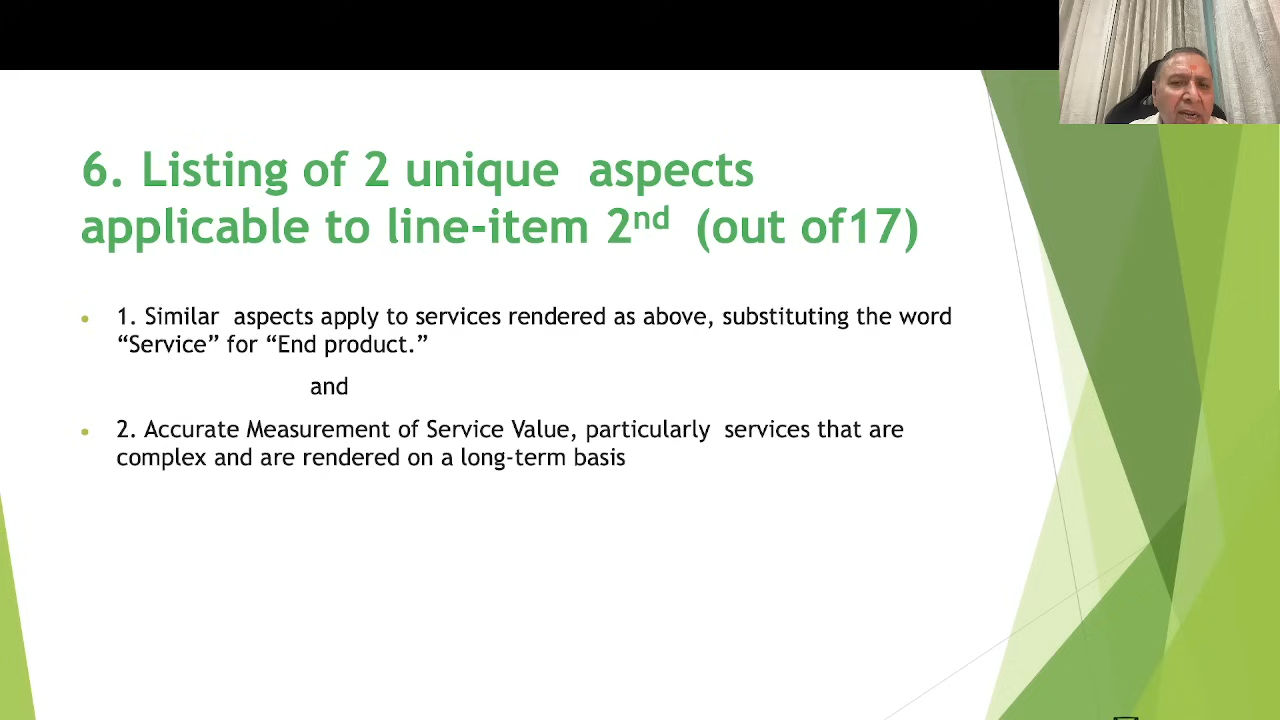 6. Listing of 2 unique aspects
applicable to line-item 2nd (out of17)
1. Similar aspects apply to services rendered as above, substituting the word
“Service” for “End product.”
and
2. Accurate Measurement of Service Value, particularly services that are
complex and are rendered on a long-term basis